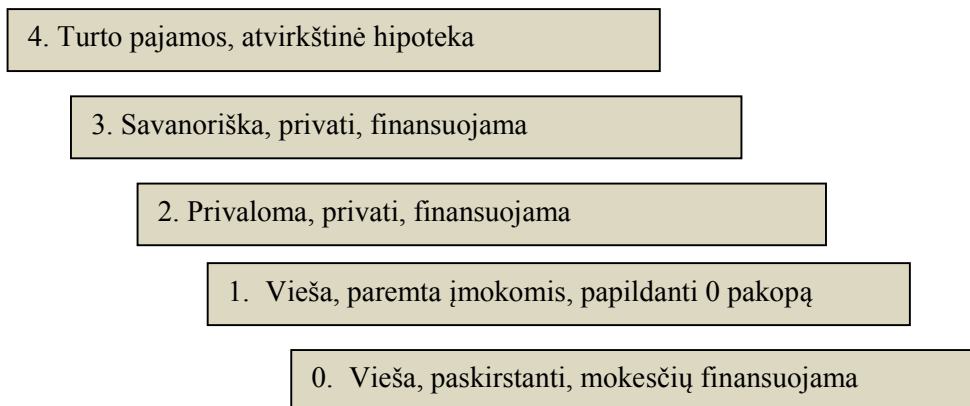 4. Turto pajamos, atvirkštinė hipoteka
3. Savanoriška, privati, finansuojama
2. Privaloma, privati, finansuojama
1. Vieša, paremta įmokomis, papildanti 0 pakopą
0. Vieša, paskirstanti, mokesčių finansuojama